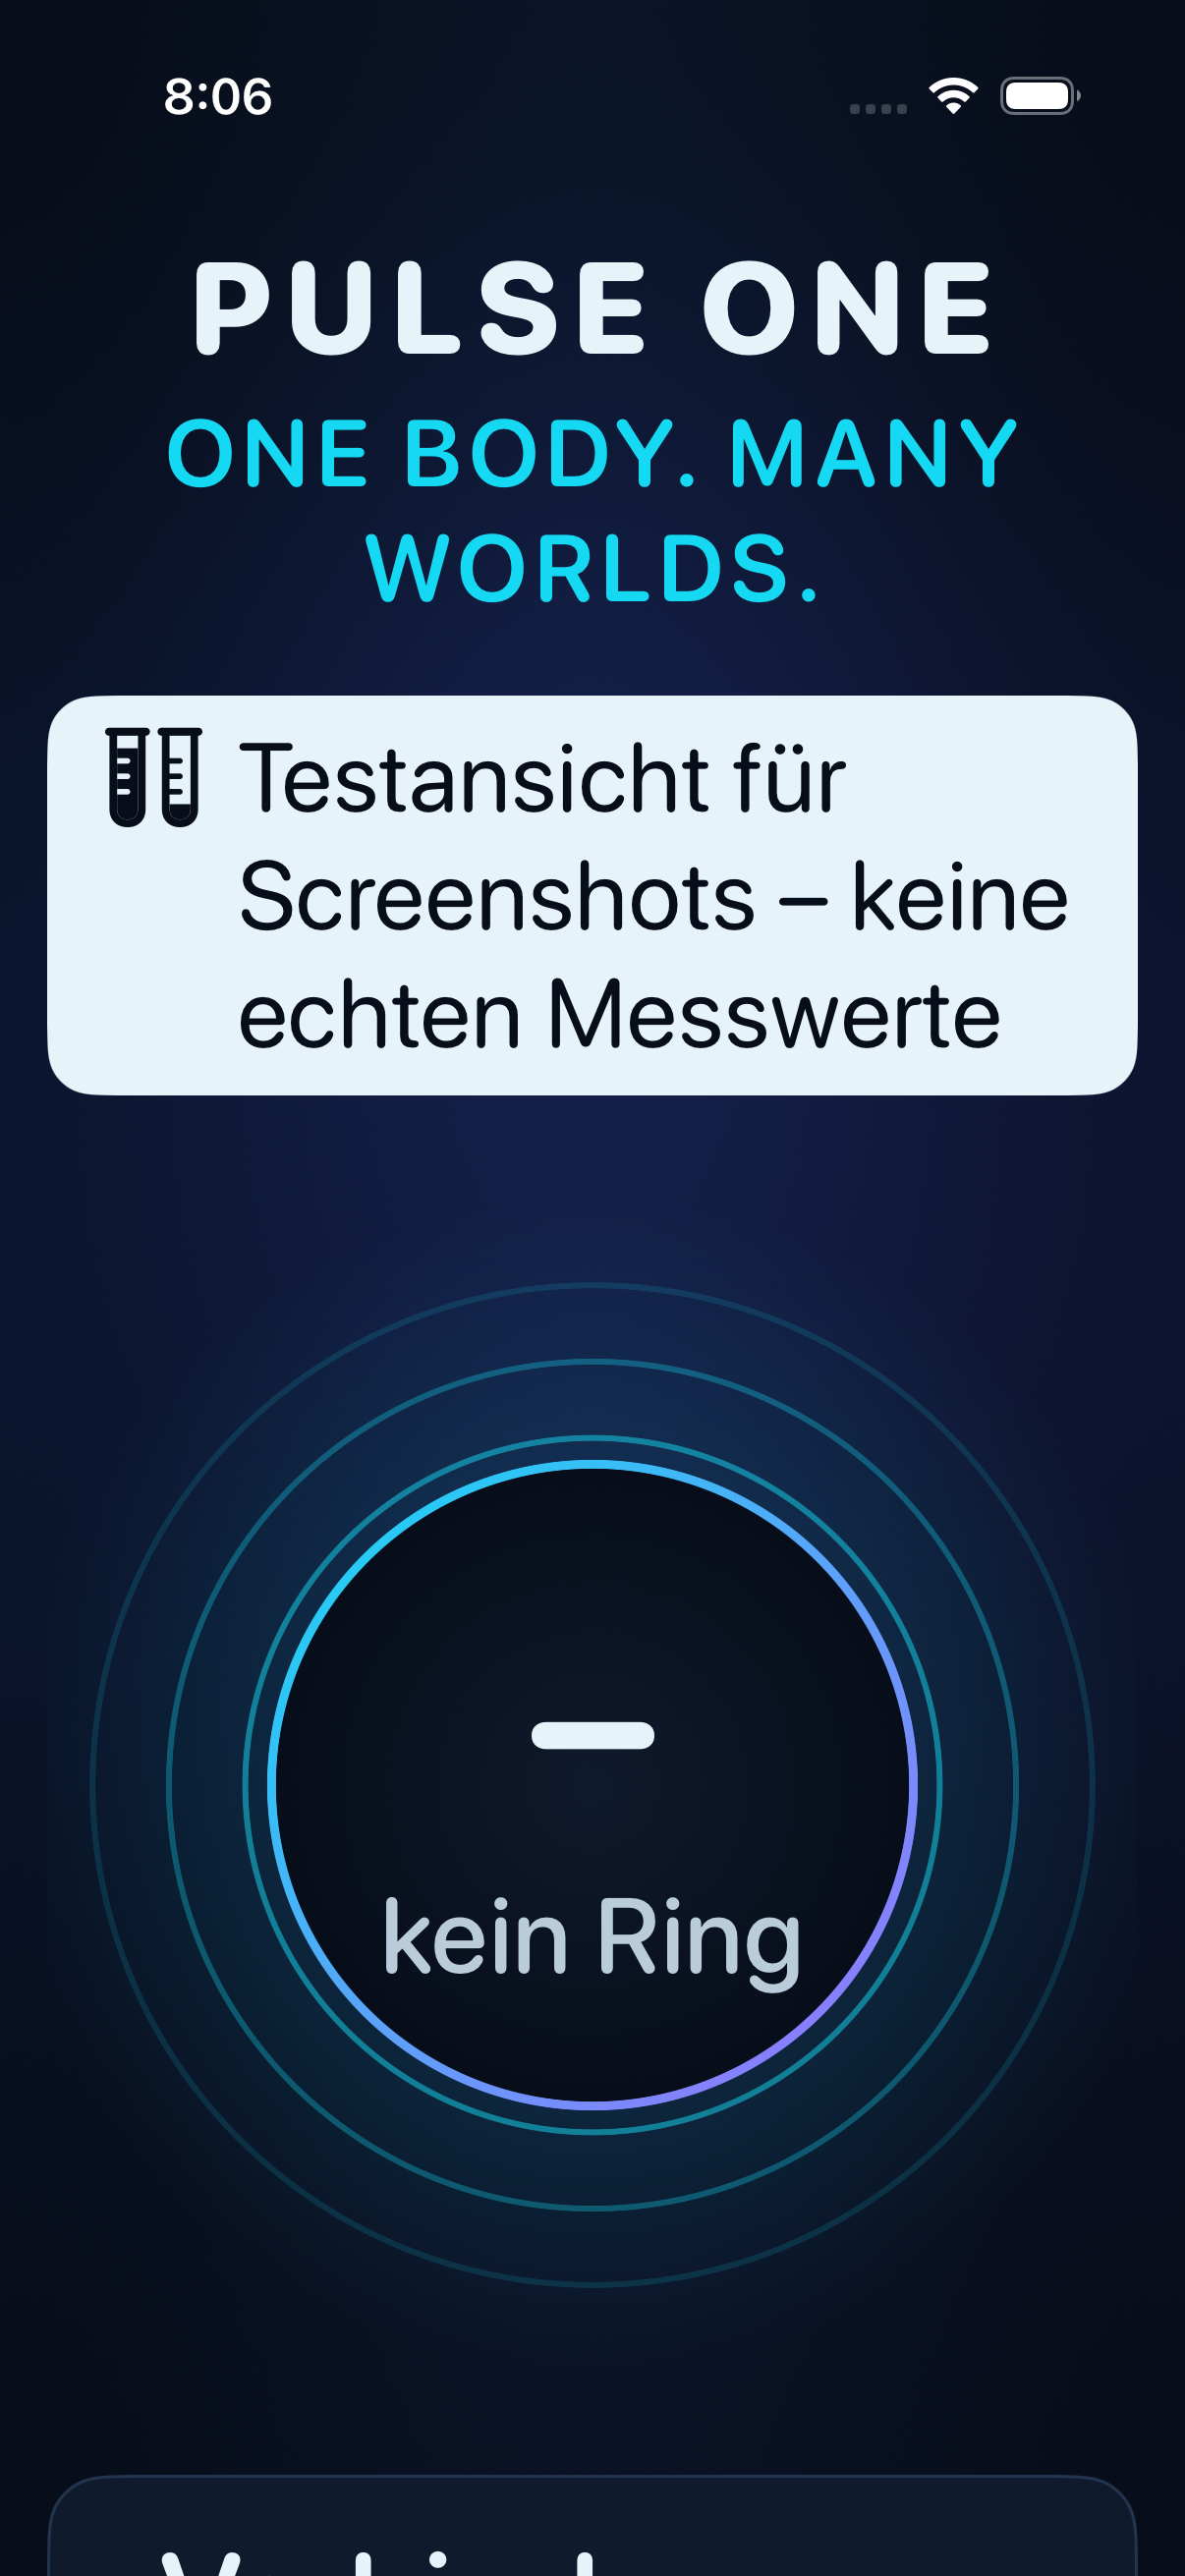 8:06
PULSE ONE
ONE BODY. MANY
WORLDS.
Testansicht für
Screenshots – keine
echten Messwerte
–
kein Ring